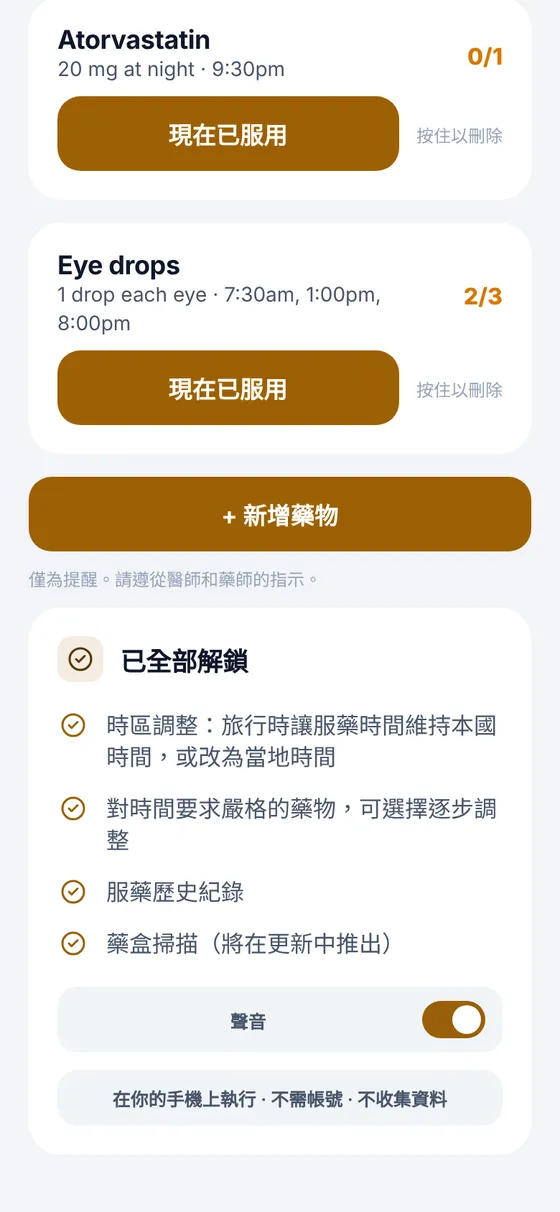 Atorvastatin
0/1
20 mg at night · 9:30pm
現在已服用
按住以刪除
Eye drops
1 drop each eye · 7:30am, 1:00pm,
8:00pm
2/3
現在已服用
按住以刪除
+ 新增藥物
僅為提醒。請遵從醫師和藥師的指示。
已全部解鎖
時區調整：旅行時讓服藥時間維持本國
時間，或改為當地時間
對時間要求嚴格的藥物，可選擇逐步調
整
服藥歷史紀錄
藥盒掃描（將在更新中推出）
聲音
在你的手機上執行 · 不需帳號 · 不收集資料